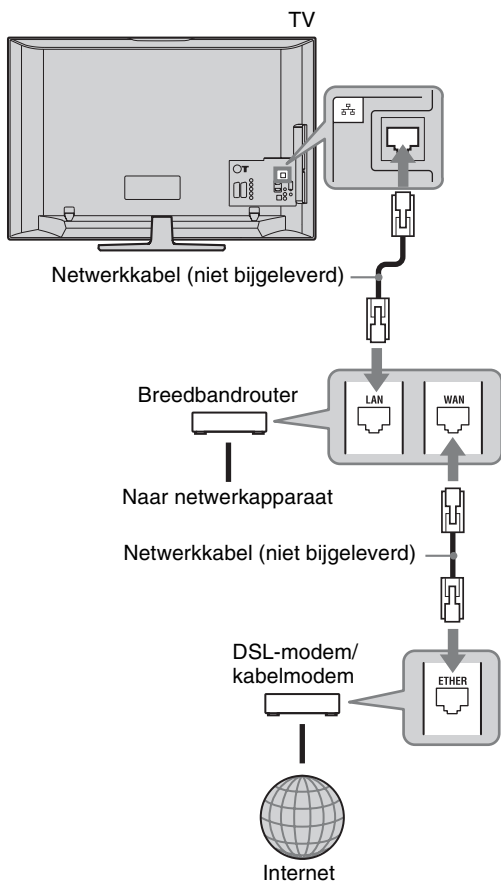 TV
Netwerkkabel (niet bijgeleverd)
Breedbandrouter
LAN
WAN
Naar netwerkapparaat
Netwerkkabel (niet bijgeleverd)
DSL-modem/
kabelmodem
ETHER
Internet